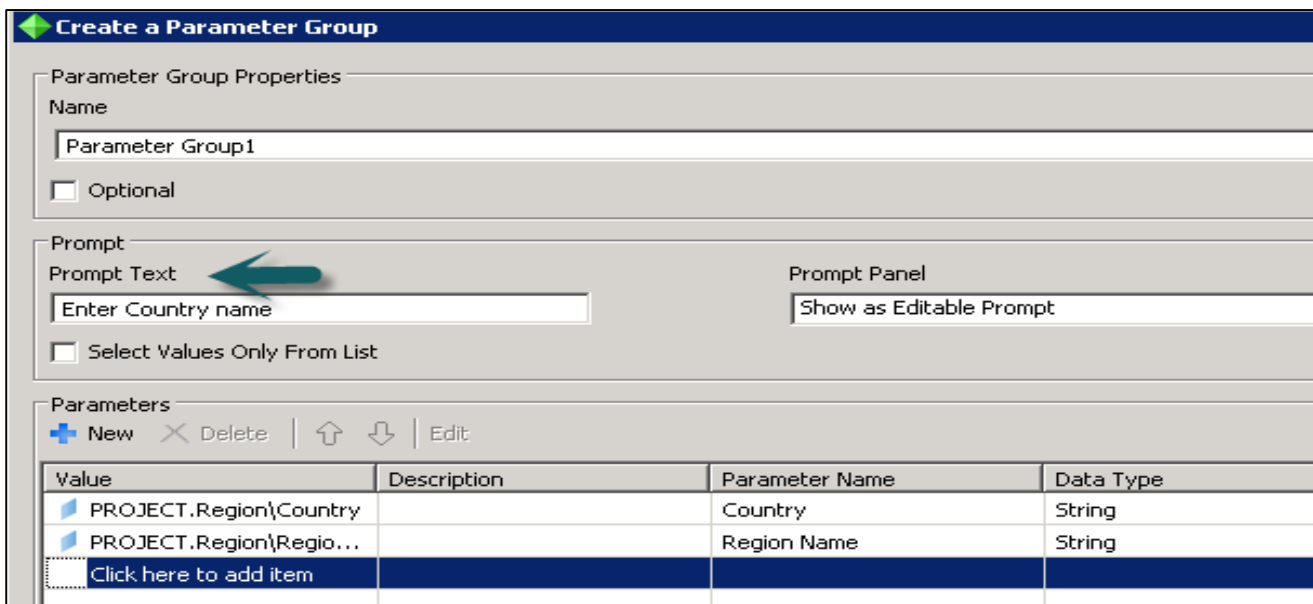 Create a Parameter Group
Parameter Group Properties
Name
Parameter Group1
Optional
Prompt
Prompt Text Prompt Panel
Enter Country name Show as Editable Prompt
Select Values Only From List
Parameters
New Delete Edit
Value Description Parameter Name Data Type
PROJECT.Region\Country Country String
PROJECT.Region\Regio... Region Name String
Click here to add item